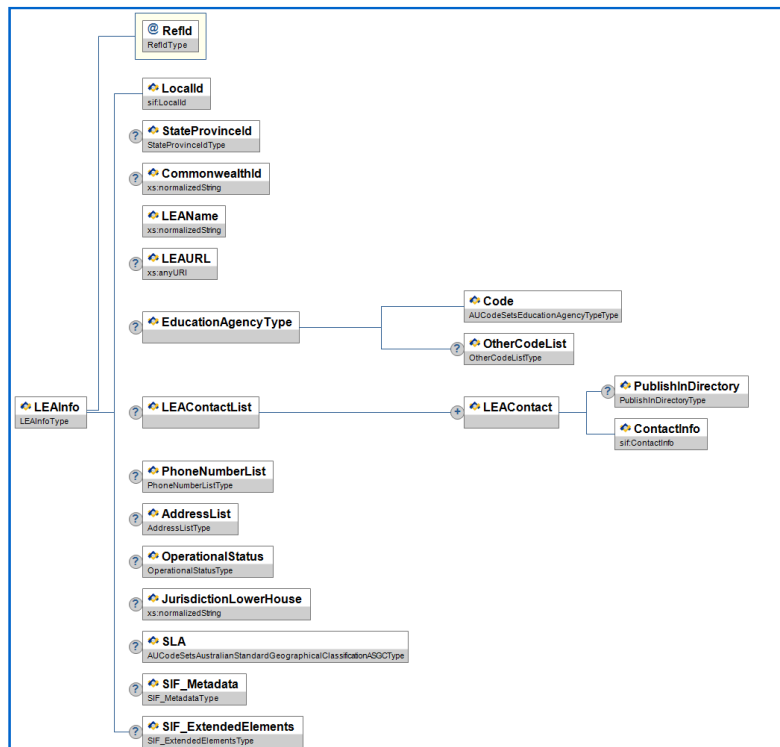 @ RefId
RefIdType
LocalId
sif:LocalId
? StateProvinceId
StateProvinceIdType
? CommonwealthId
xs:normalizedString
LEAName
xs:normalizedString
? LEAURL
xs:anyURI
? EducationAgencyType
Code
AUCodeSetsEducationAgencyTypeType
? OtherCodeList
OtherCodeListType
LEAInfo
LEAInfoType
? LEAContactList
+ LEAContact
? PublishInDirectory
PublishInDirectoryType
ContactInfo
sif:ContactInfo
? PhoneNumberList
PhoneNumberListType
? AddressList
AddressListType
? OperationalStatus
OperationalStatusType
? JurisdictionLowerHouse
xs:normalizedString
? SLA
AUCodeSetsAustralianStandardGeographicalClassificationASGCType
? SIF_Metadata
SIF_MetadataType
? SIF_ExtendedElements
SIF_ExtendedElementsType